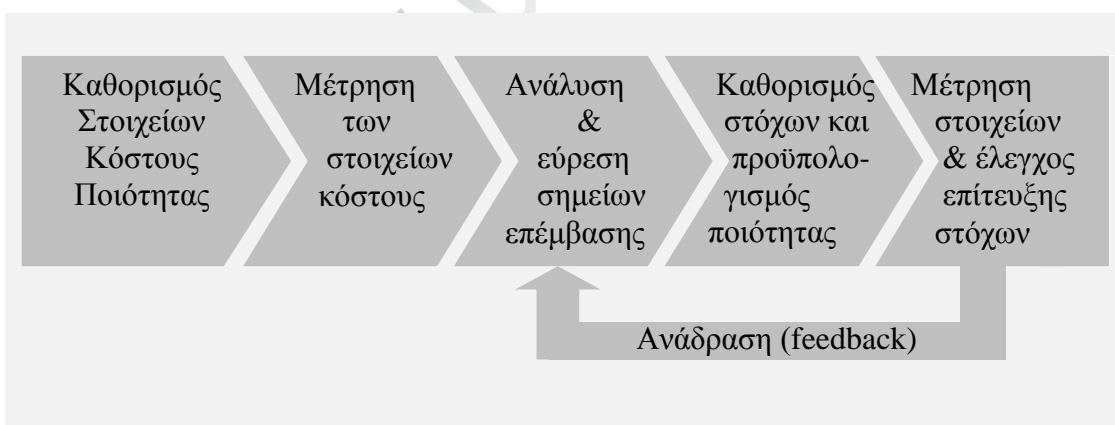 Καθορισμός
Στοιχείων
Κόστους
Ποιότητας
Μέτρηση
των
στοιχείων
κόστους
Ανάλυση
&
εύρεση
σημείων
επέμβασης
Καθορισμός
στόχων και
προϋπολο-
γισμός
ποιότητας
Μέτρηση
στοιχείων
& έλεγχος
επίτευξης
στόχων
Ανάδραση (feedback)